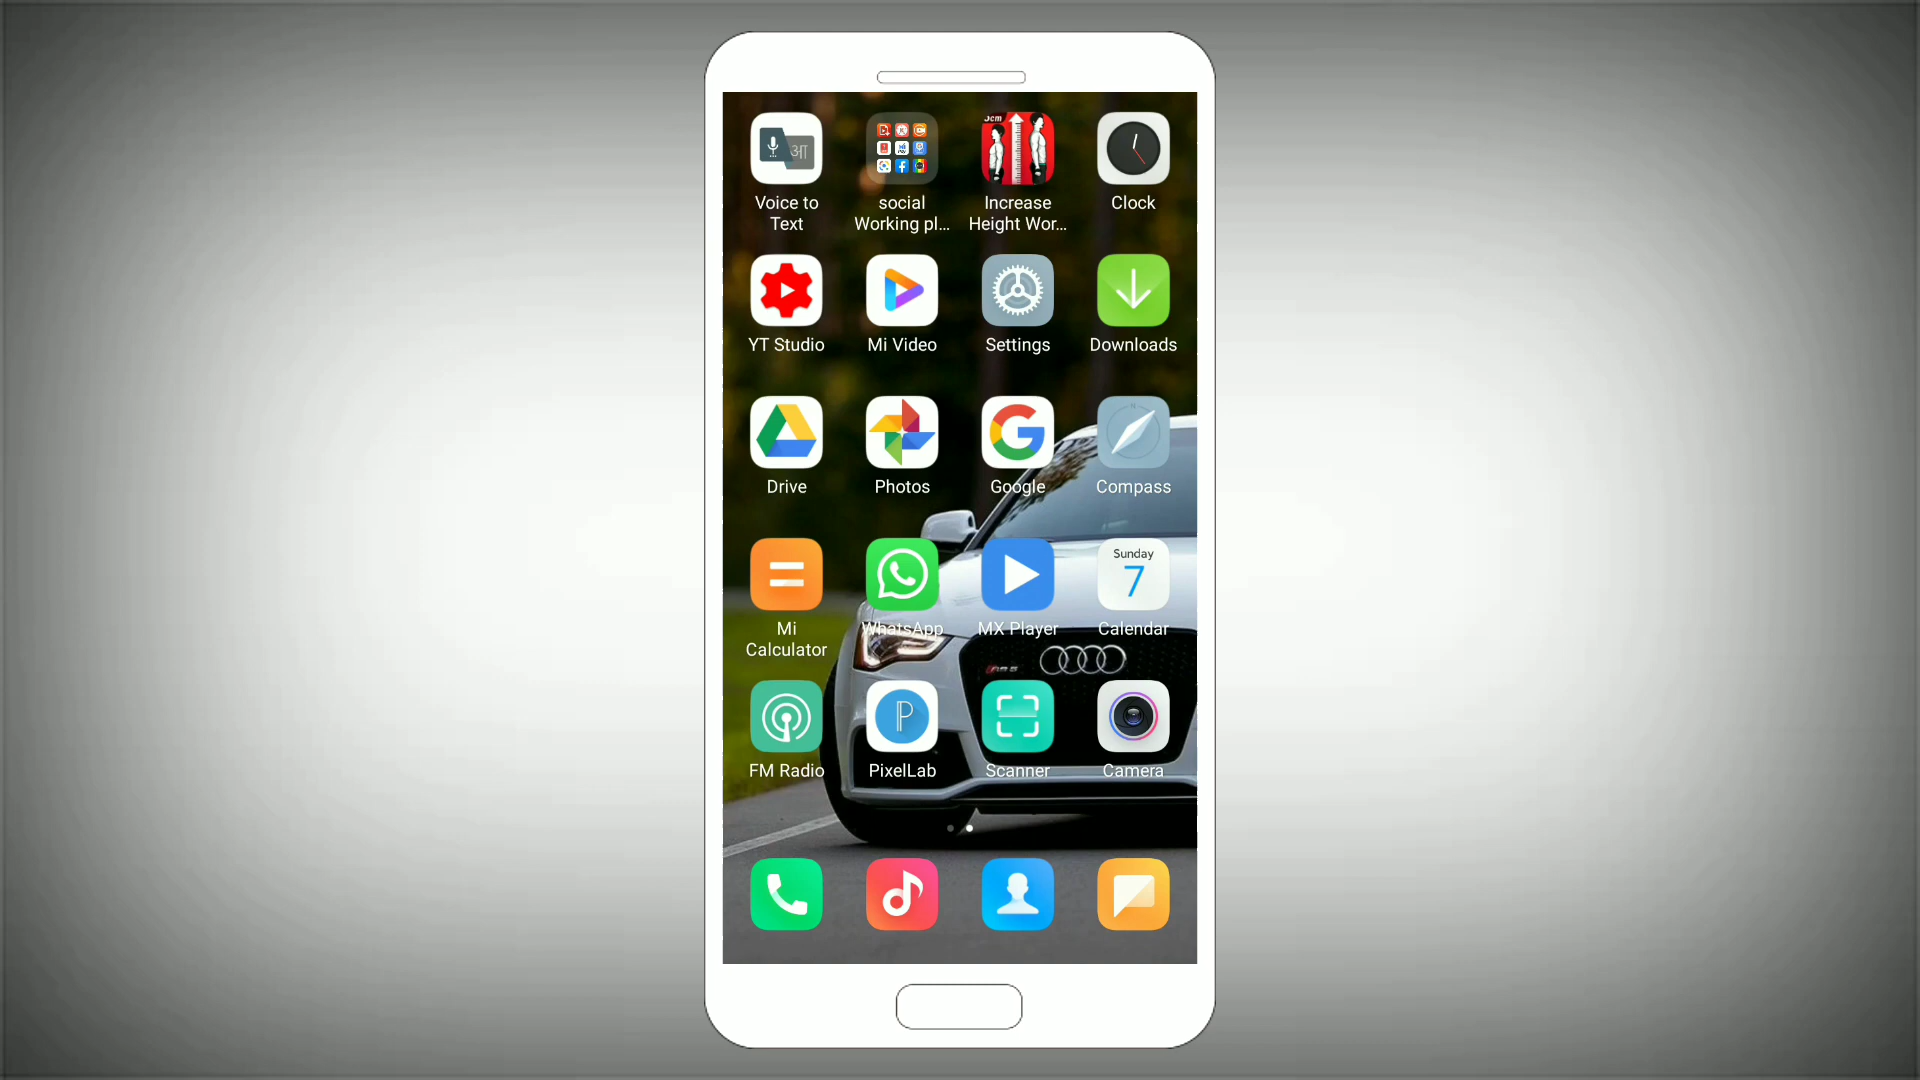 3cm
आ
Voice to
Text
social
Working pl...
Increase
Height Wor...
Clock
YT Studio
Mi Video
Settings
Downloads
Drive
Photos
Google
Compass
Sunday
7
Mi
Calculator
WhatsApp
MX Player
Calendar
FM Radio
PixelLab
Scanner
Camera